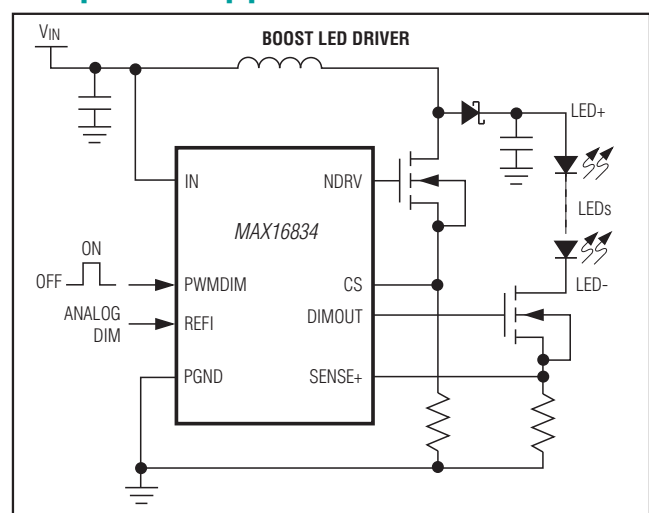 VIN
BOOST LED DRIVER
LED+
IN
NDRV
LEDs
MAX16834
ON
OFF
PWMDIM
CS
LED-
ANALOG
DIM
REFI
DIMOUT
PGND
SENSE+